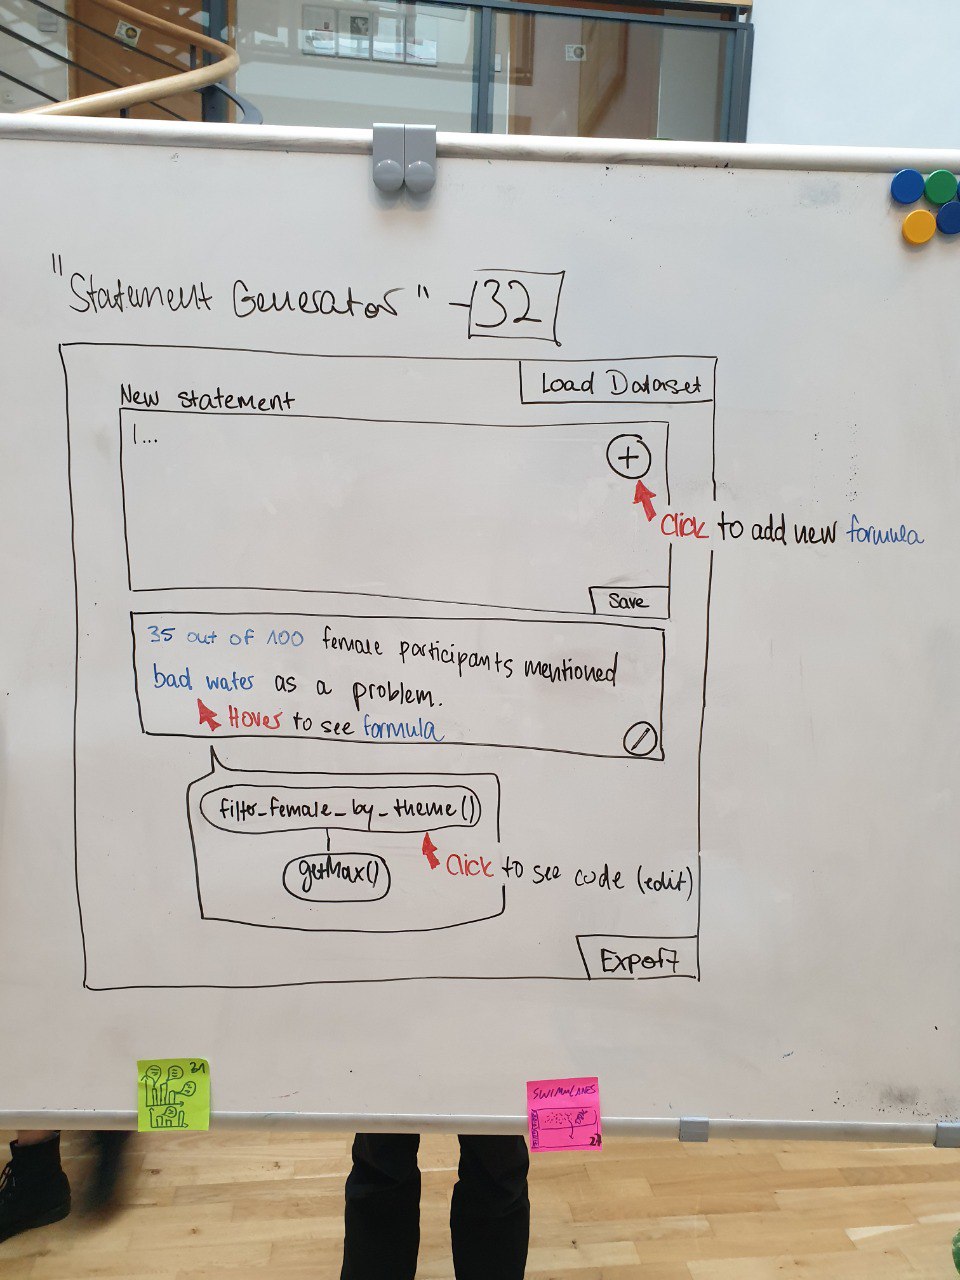 "Statement Generator" - 32
Load Dataset
New statement
|...
+
Click to add new formula
Save
35 out of 100 female participants mentioned
bad water as a problem.
Hover to see formula
filter_female_by_theme()
getMax()
Click to see code (edit)
Export
21
SWIMLANES
27